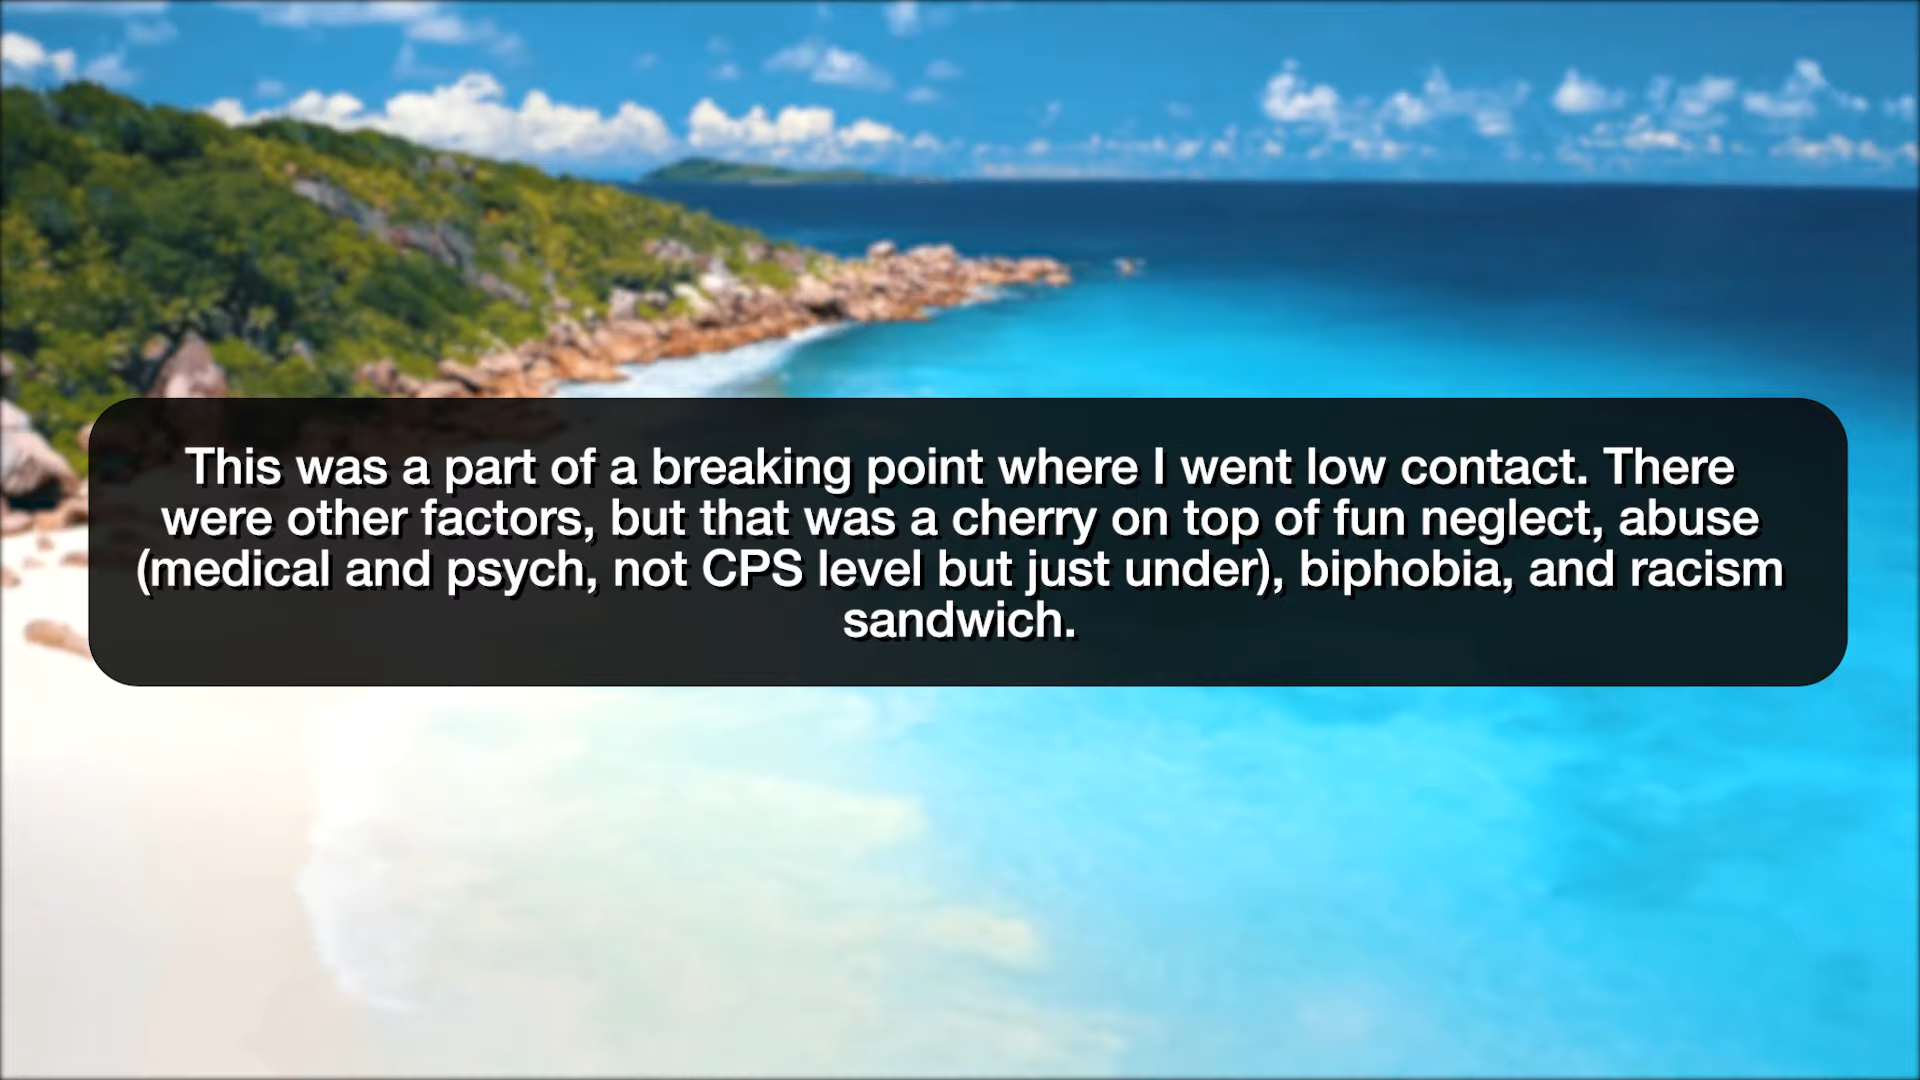 This was a part of a breaking point where I went low contact. There
were other factors, but that was a cherry on top of fun neglect, abuse
(medical and psych, not CPS level but just under), biphobia, and racism
sandwich.